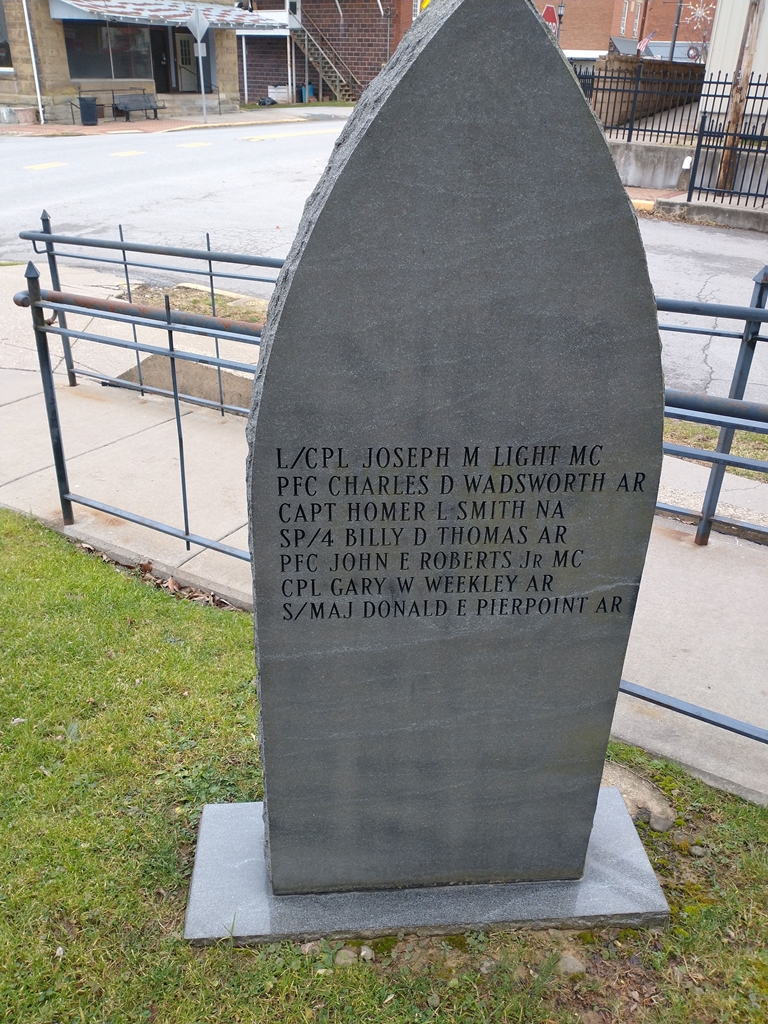 L/CPL JOSEPH M LIGHT MC
PFC CHARLES D WADSWORTH AR
CAPT HOMER L SMITH NA
SP/4 BILLY D THOMAS AR
PFC JOHN E ROBERTS JR MC
CPL GARY W WEEKLEY AR
S/MAJ DONALD E PIERPOINT AR